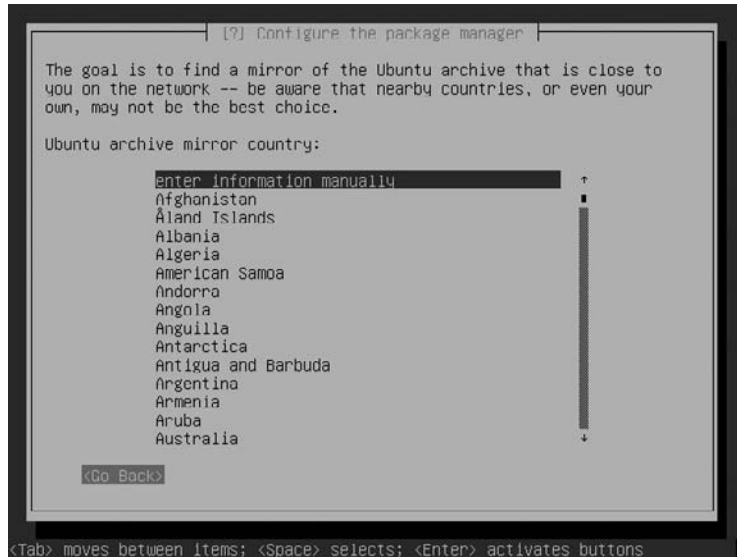 [?] Configure the package manager
The goal is to find a mirror of the Ubuntu archive that is close to
you on the network -- be aware that nearby countries, or even your
own, may not be the best choice.
Ubuntu archive mirror country:
enter information manually
Afghanistan
Åland Islands
Albania
Algeria
American Samoa
Andorra
Angola
Anguilla
Antarctica
Antigua and Barbuda
Argentina
Armenia
Aruba
Australia
<Go Back>
<Tab> moves between items; <Space> selects; <Enter> activates buttons